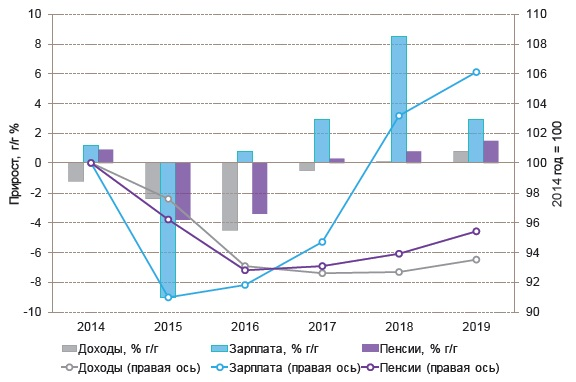 10 110
8 108
6 106
4 104
2 102
0 100
-2 98
-4 96
-6 94
-8 92
-10 90
Прирост, г/г %
2014 год = 100
2014 2015 2016 2017 2018 2019
Доходы, % г/г Зарплата, % г/г Пенсии, % г/г
Доходы (правая ось) Зарплата (правая ось) Пенсии (правая ось)